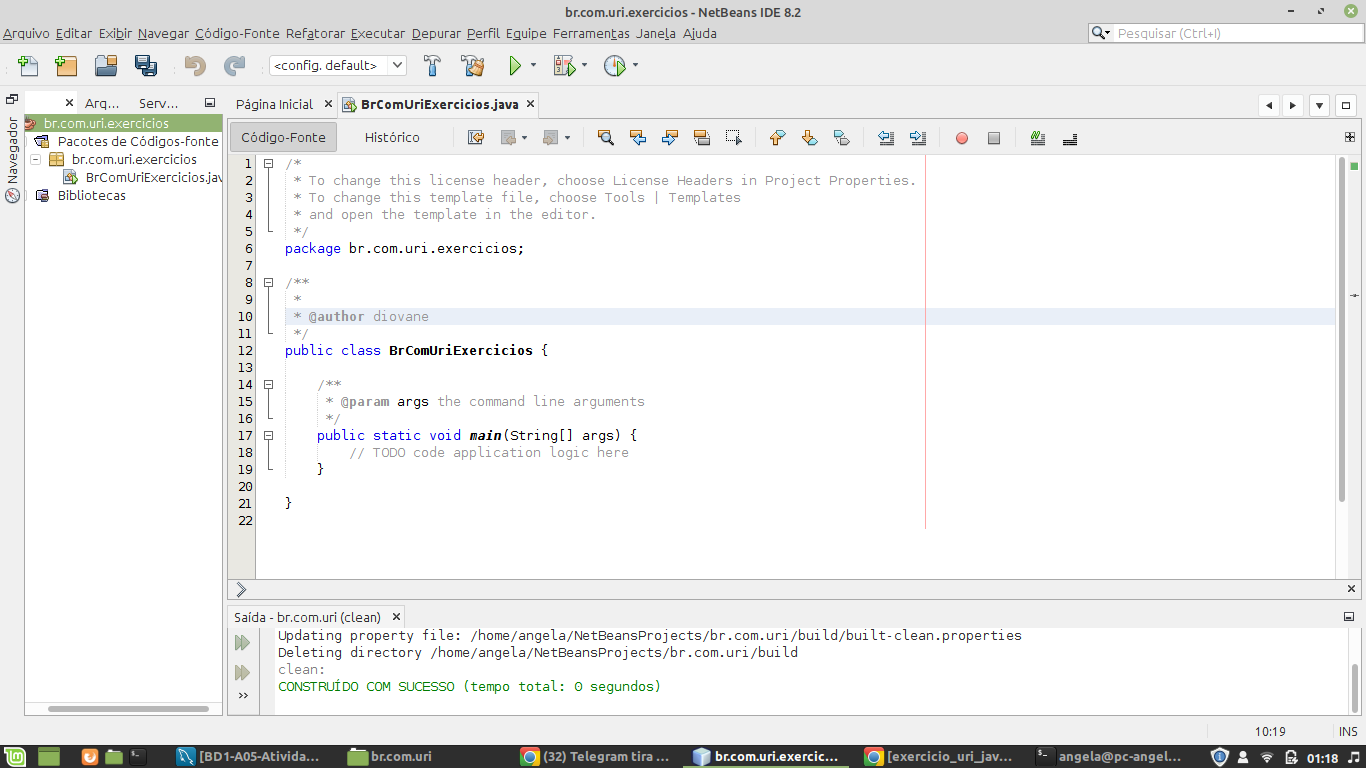 br.com.uri.exercicios - NetBeans IDE 8.2
Arquivo Editar Exibir Navegar Código-Fonte Refatorar Executar Depurar Perfil Equipe Ferramentas Janela Ajuda
Pesquisar (Ctrl+I)
<config. default>
Arq... Serv...
Página Inicial BrComUriExercicios.java
Navegador
br.com.uri.exercicios
Pacotes de Códigos-fonte
br.com.uri.exercicios
BrComUriExercicios.jav
Bibliotecas
Código-Fonte Histórico
1 /*
2 * To change this license header, choose License Headers in Project Properties.
3 * To change this template file, choose Tools | Templates
4 * and open the template in the editor.
5 */
6 package br.com.uri.exercicios;
7
8 /**
9 *
10 * @author diovane
11 */
12 public class BrComUriExercicios {
13
14 /**
15 * @param args the command line arguments
16 */
17 public static void main(String[] args) {
18 // TODO code application logic here
19 }
20
21 }
22
Saída - br.com.uri (clean)
Updating property file: /home/angela/NetBeansProjects/br.com.uri/build/built-clean.properties
Deleting directory /home/angela/NetBeansProjects/br.com.uri/build
clean:
CONSTRUÍDO COM SUCESSO (tempo total: 0 segundos)
10:19 INS
[BD1-A05-Ativida... br.com.uri (32) Telegram tira ... br.com.uri.exercic... [exercicio_uri_jav... angela@pc-angel... 01:18